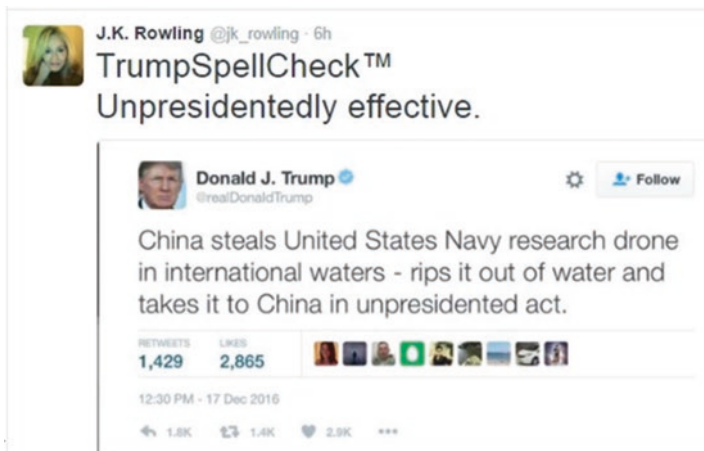 J.K. Rowling @jk_rowling · 6h
TrumpSpellCheck™
Unpresidentedly effective.
Donald J. Trump
@realDonaldTrump
Follow
China steals United States Navy research drone
in international waters - rips it out of water and
takes it to China in unpresidented act.
RETWEETS LIKES
1,429 2,865
12:30 PM - 17 Dec 2016
1.8K 1.4K 2.9K